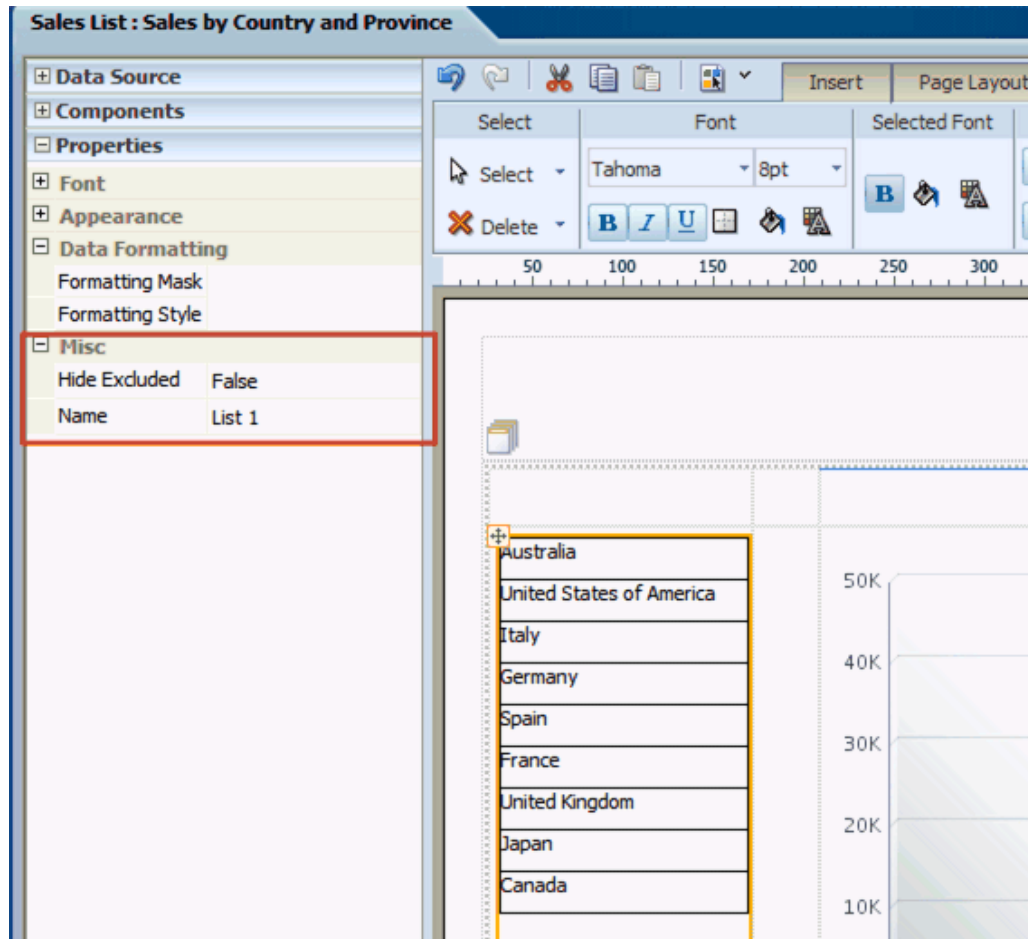 Sales List : Sales by Country and Province
Data Source
Components
Properties
Font
Appearance
Data Formatting
Formatting Mask
Formatting Style
Misc
Hide Excluded False
Name List 1
Insert Page Layout
Select Font Selected Font
Select Tahoma 8pt
B
Delete B I U
50 100 150 200 250 300
Australia
United States of America
Italy
Germany
Spain
France
United Kingdom
Japan
Canada
50K
40K
30K
20K
10K